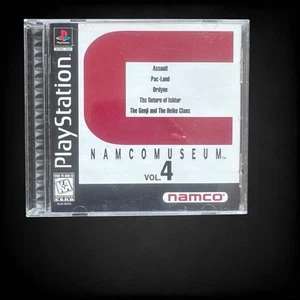 PlayStation
Assault
Pac-Land
Ordyne
The Return of Ishtar
The Genji and The Heike Clans
NAMCOMUSEUM
VOL.4
namco